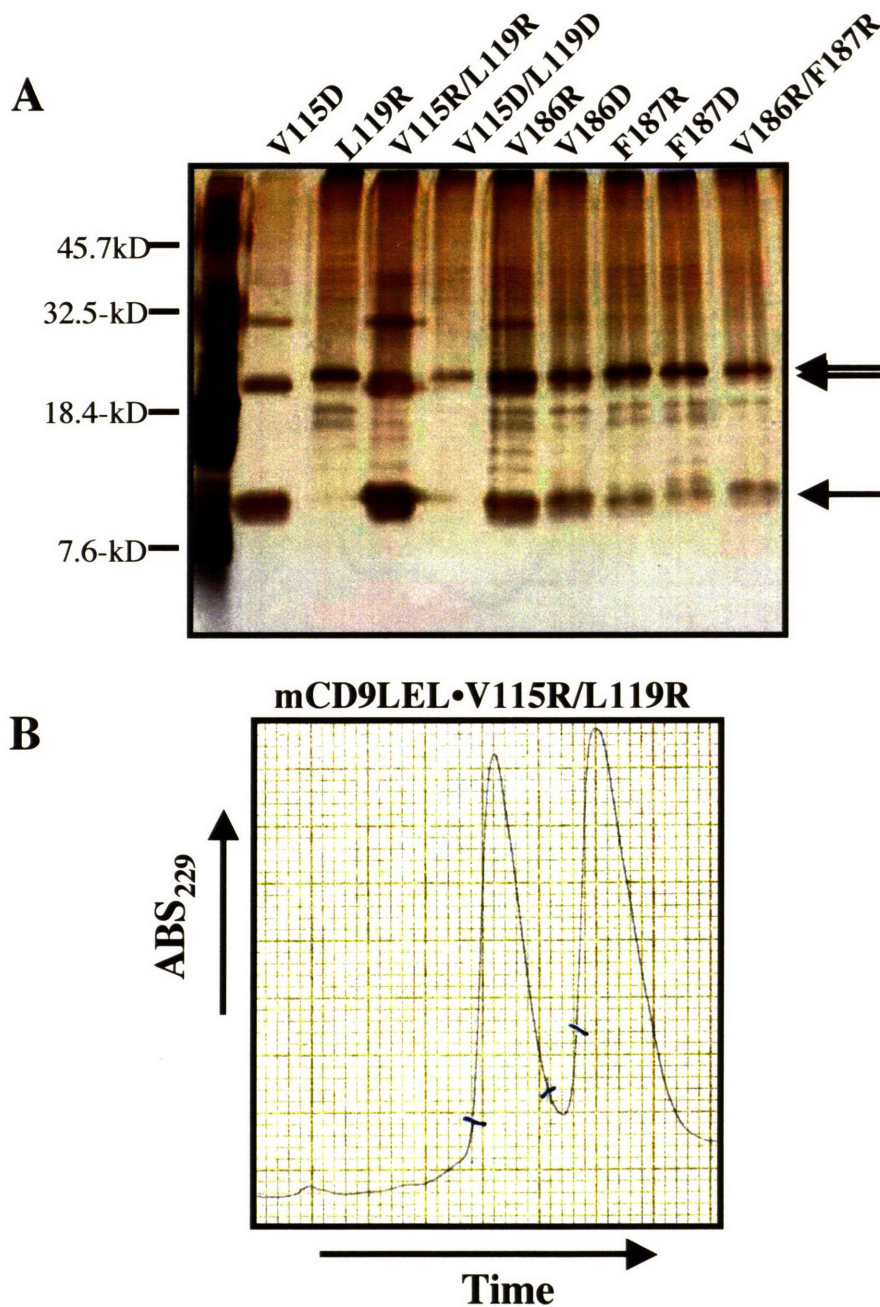 A
V115D
L119R
V115R/L119R
V115D/L119D
V186R
V186D
F187R
F187D
V186R/F187R
45.7kD
32.5-kD
18.4-kD
7.6-kD
mCD9LEL•V115R/L119R
B
ABS229
Time